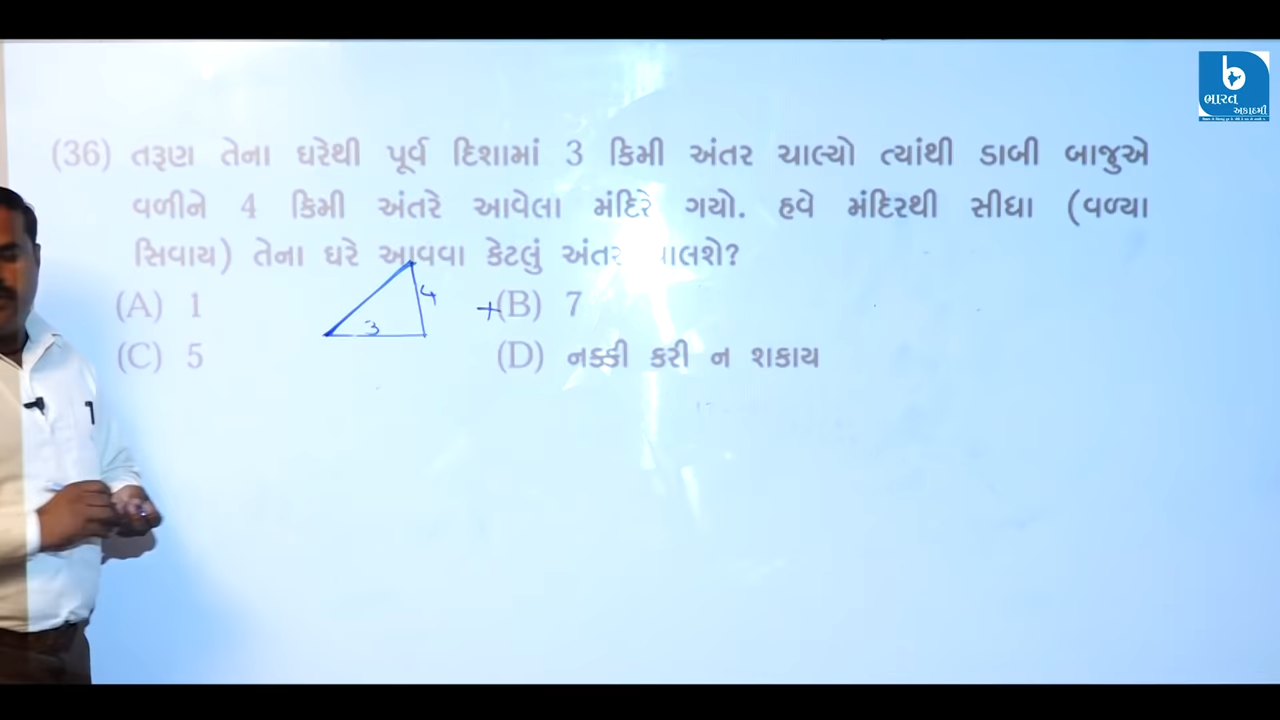 ભારત
અકાદમી
(36) તરૂણ તેના ઘરેથી પૂર્વ દિશામાં 3 કિમી અંતર ચાલ્યો ત્યાંથી ડાબી બાજુએ
વળીને 4 કિમી અંતરે આવેલા મંદિરે ગયો. હવે મંદિરથી સીધા (વળ્યા
સિવાય) તેના ઘરે આવવા કેટલું અંતર ચાલશે?
(A) 1
4
+(B) 7
3
(C) 5
(D) નક્કી કરી ન શકાય